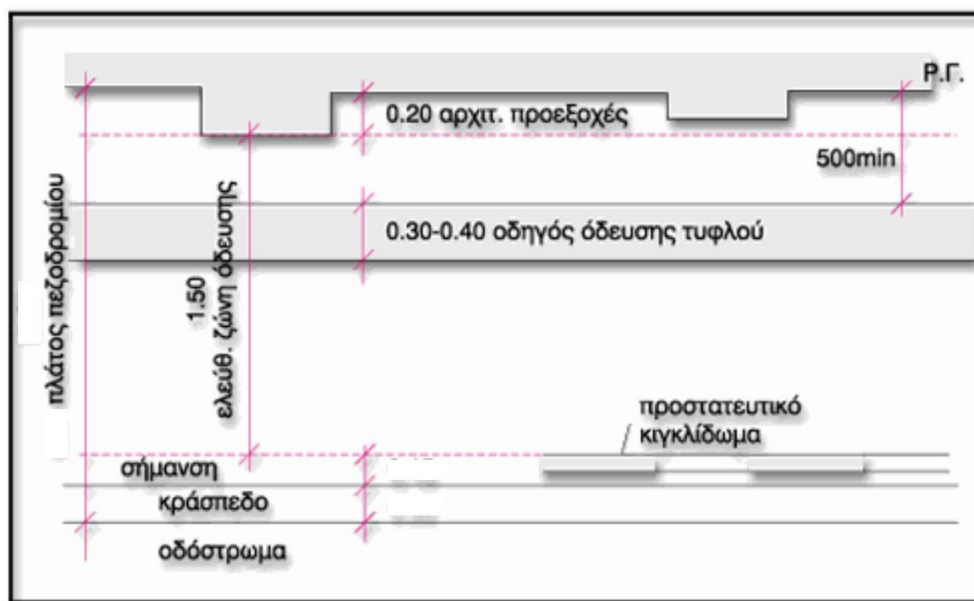 Ρ.Γ.
0.20 αρχιτ. προεξοχές
500min
πλάτος πεζοδρομίου
1.50
ελεύθ. ζώνη όδευσης
0.30-0.40 οδηγός όδευσης τυφλού
προστατευτικό
κιγκλίδωμα
σήμανση
κράσπεδο
οδόστρωμα